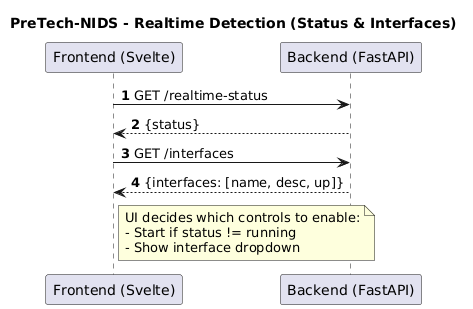 PreTech-NIDS - Realtime Detection (Status & Interfaces)
Frontend (Svelte) Backend (FastAPI)
1 GET /realtime-status
2 {status}
3 GET /interfaces
4 {interfaces: [name, desc, up]}
UI decides which controls to enable:
- Start if status != running
- Show interface dropdown
Frontend (Svelte) Backend (FastAPI)